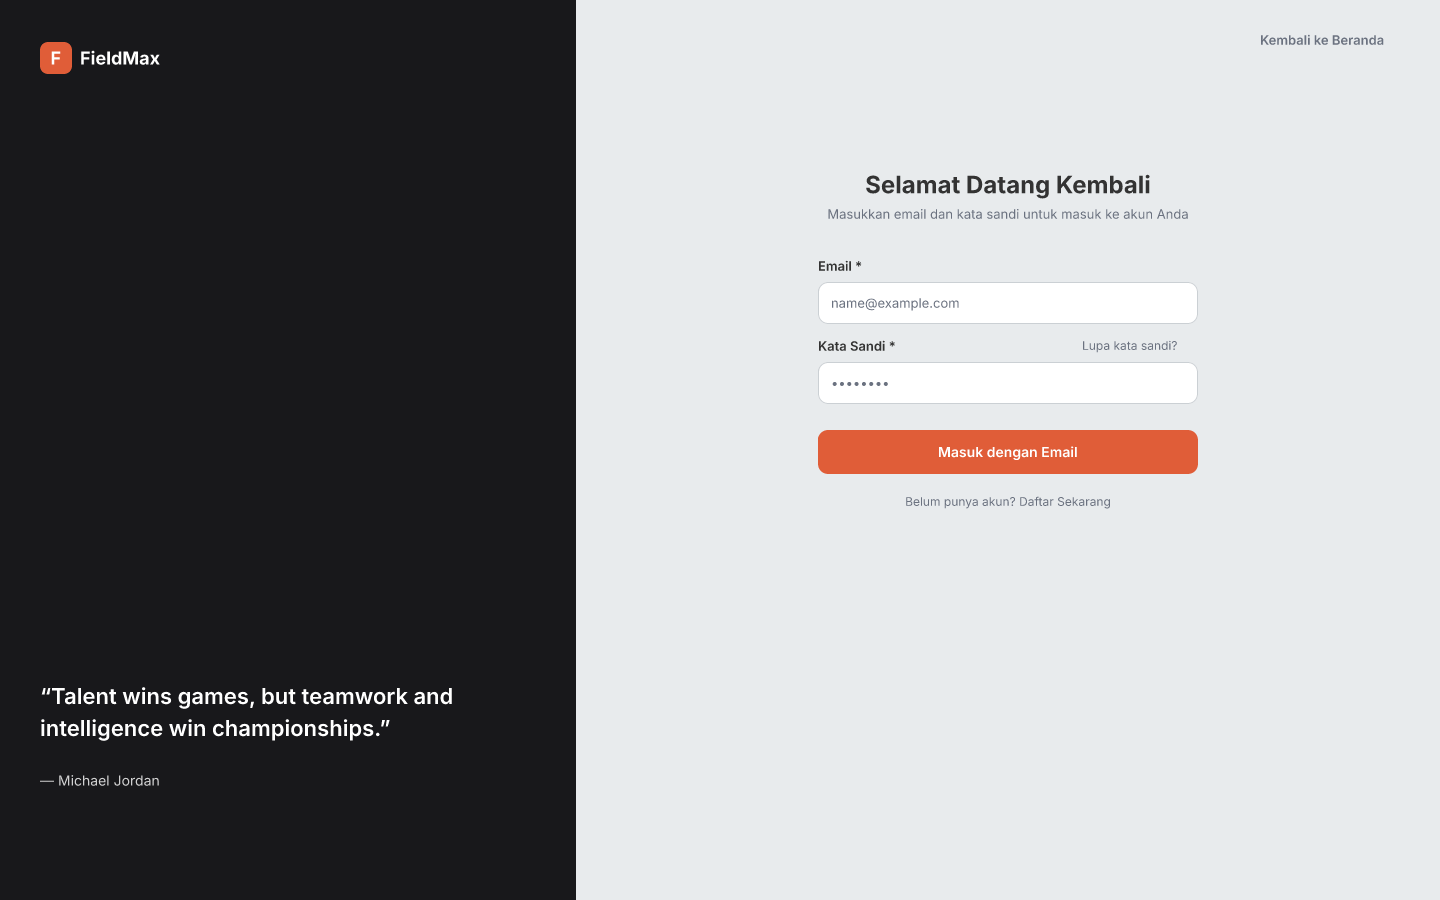 F FieldMax
Kembali ke Beranda
Selamat Datang Kembali
Masukkan email dan kata sandi untuk masuk ke akun Anda
Email *
name@example.com
Kata Sandi *
Lupa kata sandi?
••••••••
Masuk dengan Email
Belum punya akun? Daftar Sekarang
“Talent wins games, but teamwork and
intelligence win championships.”
— Michael Jordan